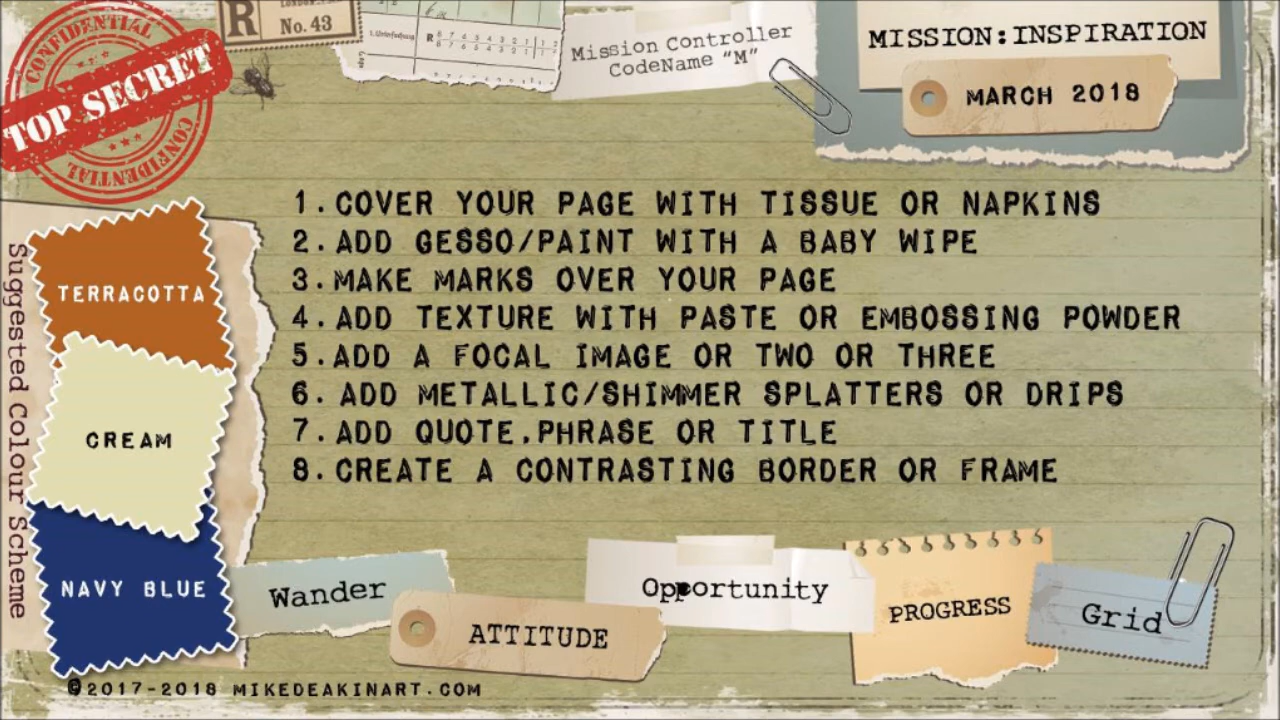 CONFIDENTIAL
TOP SECRET
CONFIDENTIAL
R
No. 43
Mission Controller
CodeName “M”
MISSION:INSPIRATION
MARCH 2018
1.COVER YOUR PAGE WITH TISSUE OR NAPKINS
2.ADD GESSO/PAINT WITH A BABY WIPE
3.MAKE MARKS OVER YOUR PAGE
4.ADD TEXTURE WITH PASTE OR EMBOSSING POWDER
5.ADD A FOCAL IMAGE OR TWO OR THREE
6. ADD METALLIC/SHIMMER SPLATTERS OR DRIPS
7.ADD QUOTE.PHRASE OR TITLE
8.CREATE A CONTRASTING BORDER OR FRAME
Suggested Colour Scheme
TERRACOTTA
CREAM
NAVY BLUE
Wander
ATTITUDE
Opportunity
PROGRESS
Grid
©2017-2018 MIKEDEAKINART.COM